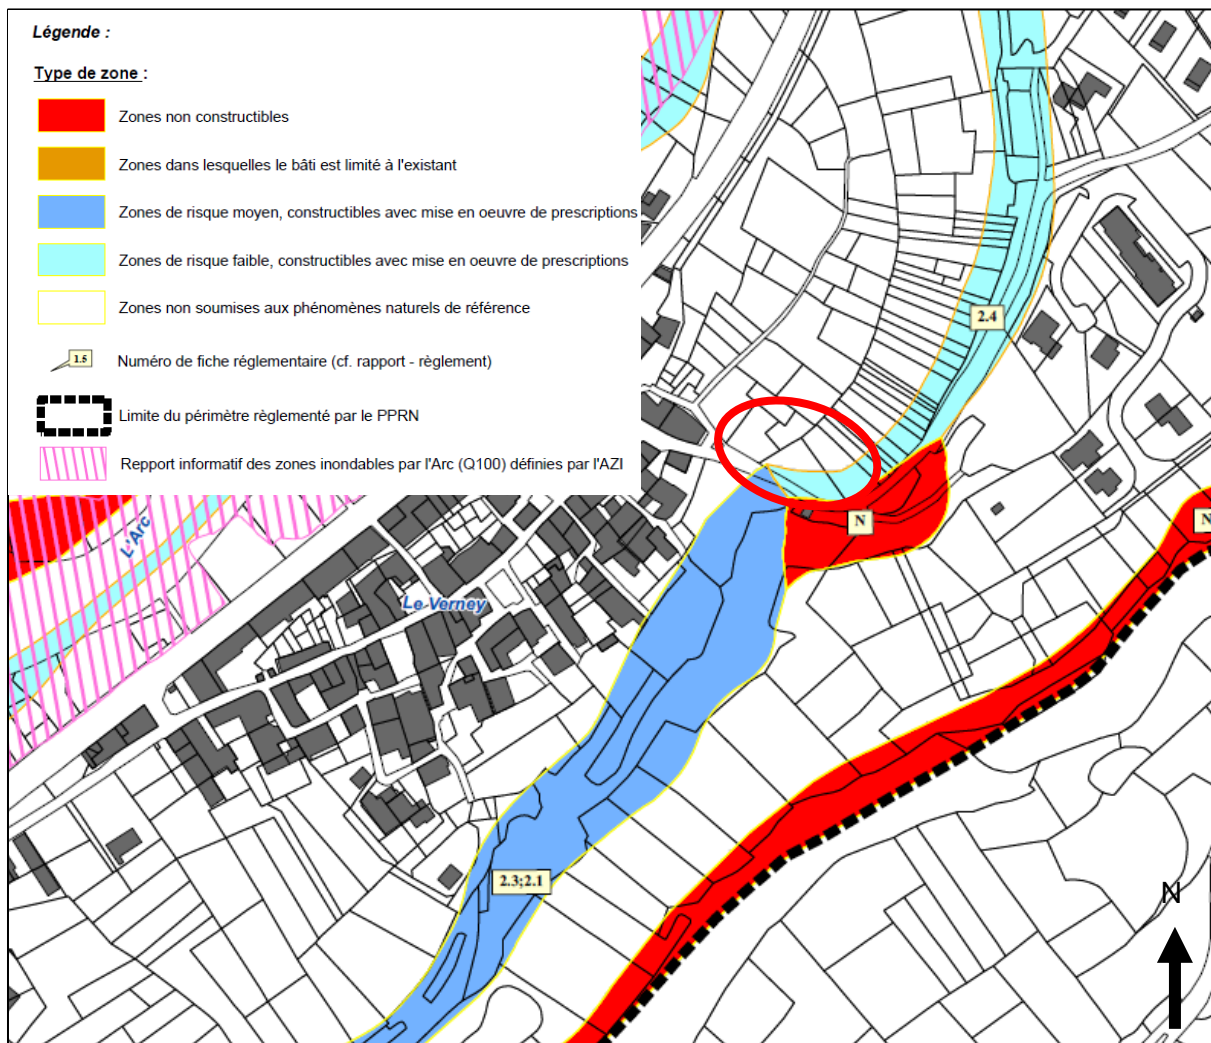 Légende :
Type de zone :
Zones non constructibles
Zones dans lesquelles le bâti est limité à l'existant
Zones de risque moyen, constructibles avec mise en oeuvre de prescriptions
Zones de risque faible, constructibles avec mise en oeuvre de prescriptions
Zones non soumises aux phénomènes naturels de référence
1.5
Numéro de fiche réglementaire (cf. rapport - règlement)
Limite du périmètre règlementé par le PPRN
Report informatif des zones inondables par l'Arc (Q100) définies par l'AZI
2.4
N
N
L'Arc
Le Verney
2.3;2.1
N